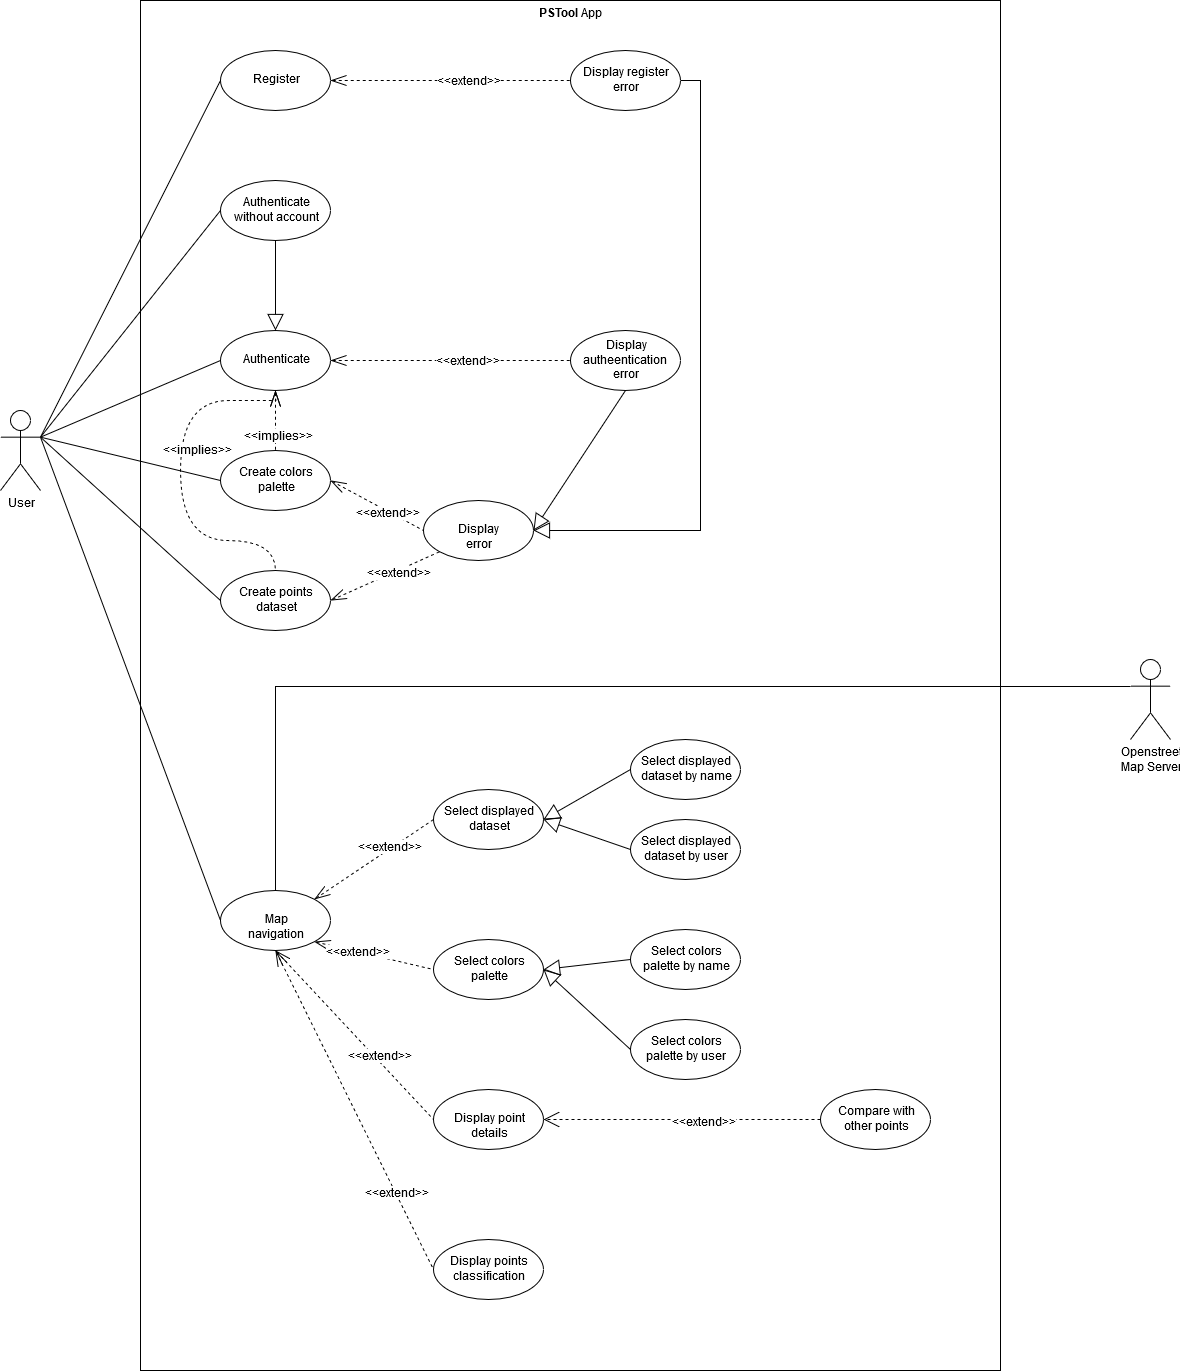 PSTool App
Register
<<extend>>
Display register
error
Authenticate
without account
Authenticate
<<extend>>
Display
autheentication
error
<<implies>>
<<implies>>
Create colors
palette
<<extend>>
Display
error
<<extend>>
Create points
dataset
User
Openstreet
Map Server
Select displayed
dataset by name
Select displayed
dataset
Select displayed
dataset by user
<<extend>>
Map
navigation
<<extend>>
Select colors
palette
Select colors
palette by name
Select colors
palette by user
<<extend>>
Display point
details
<<extend>>
Compare with
other points
<<extend>>
Display points
classification